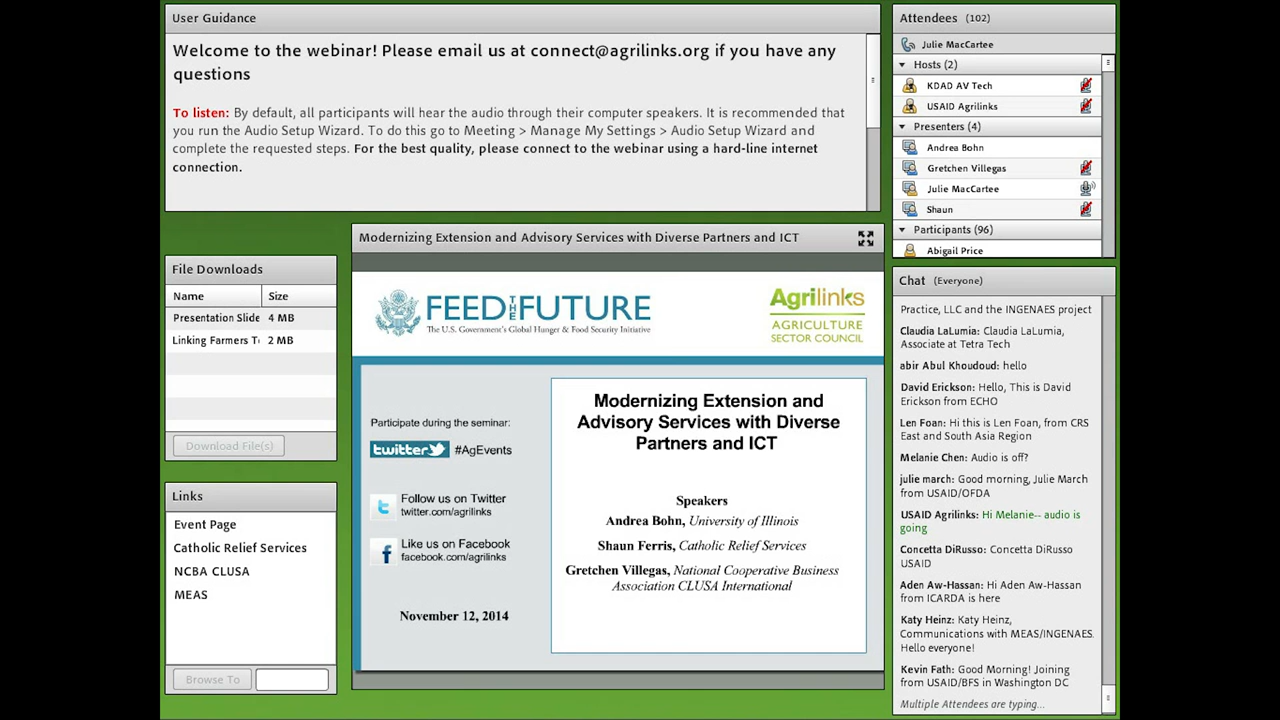 User Guidance
Welcome to the webinar! Please email us at connect@agrilinks.org if you have any
questions
To listen: By default, all participants will hear the audio through their computer speakers. It is recommended that
you run the Audio Setup Wizard. To do this go to Meeting > Manage My Settings > Audio Setup Wizard and
complete the requested steps. For the best quality, please connect to the webinar using a hard-line internet
connection.
File Downloads
Name Size
Presentation Slide 4 MB
Linking Farmers T 2 MB
Download File(s)
Links
Event Page
Catholic Relief Services
NCBA CLUSA
MEAS
Browse To
Modernizing Extension and Advisory Services with Diverse Partners and ICT
FEED THE FUTURE
The U.S. Government's Global Hunger & Food Security Initiative
Agrilinks
AGRICULTURE
SECTOR COUNCIL
Participate during the seminar:
twitter #AgEvents
Follow us on Twitter
twitter.com/agrilinks
Like us on Facebook
facebook.com/agrilinks
November 12, 2014
Modernizing Extension and
Advisory Services with Diverse
Partners and ICT
Speakers
Andrea Bohn, University of Illinois
Shaun Ferris, Catholic Relief Services
Gretchen Villegas, National Cooperative Business
Association CLUSA International
Attendees (102)
Julie MacCartee
Hosts (2)
KDAD AV Tech
USAID Agrilinks
Presenters (4)
Andrea Bohn
Gretchen Villegas
Julie MacCartee
Shaun
Participants (96)
Abigail Price
Chat (Everyone)
Practice, LLC and the INGENAES project
Claudia LaLumia: Claudia LaLumia,
Associate at Tetra Tech
abir Abul Khoudoud: hello
David Erickson: Hello, This is David
Erickson from ECHO
Len Foan: Hi this is Len Foan, from CRS
East and South Asia Region
Melanie Chen: Audio is off?
julie march: Good morning, Julie March
from USAID/OFDA
USAID Agrilinks: Hi Melanie-- audio is
going
Concetta DiRusso: Concetta DiRusso
USAID
Aden Aw-Hassan: Hi Aden Aw-Hassan
from ICARDA is here
Katy Heinz: Katy Heinz,
Communications with MEAS/INGENAES.
Hello everyone!
Kevin Fath: Good Morning! Joining
from USAID/BFS in Washington DC
Multiple Attendees are typing...